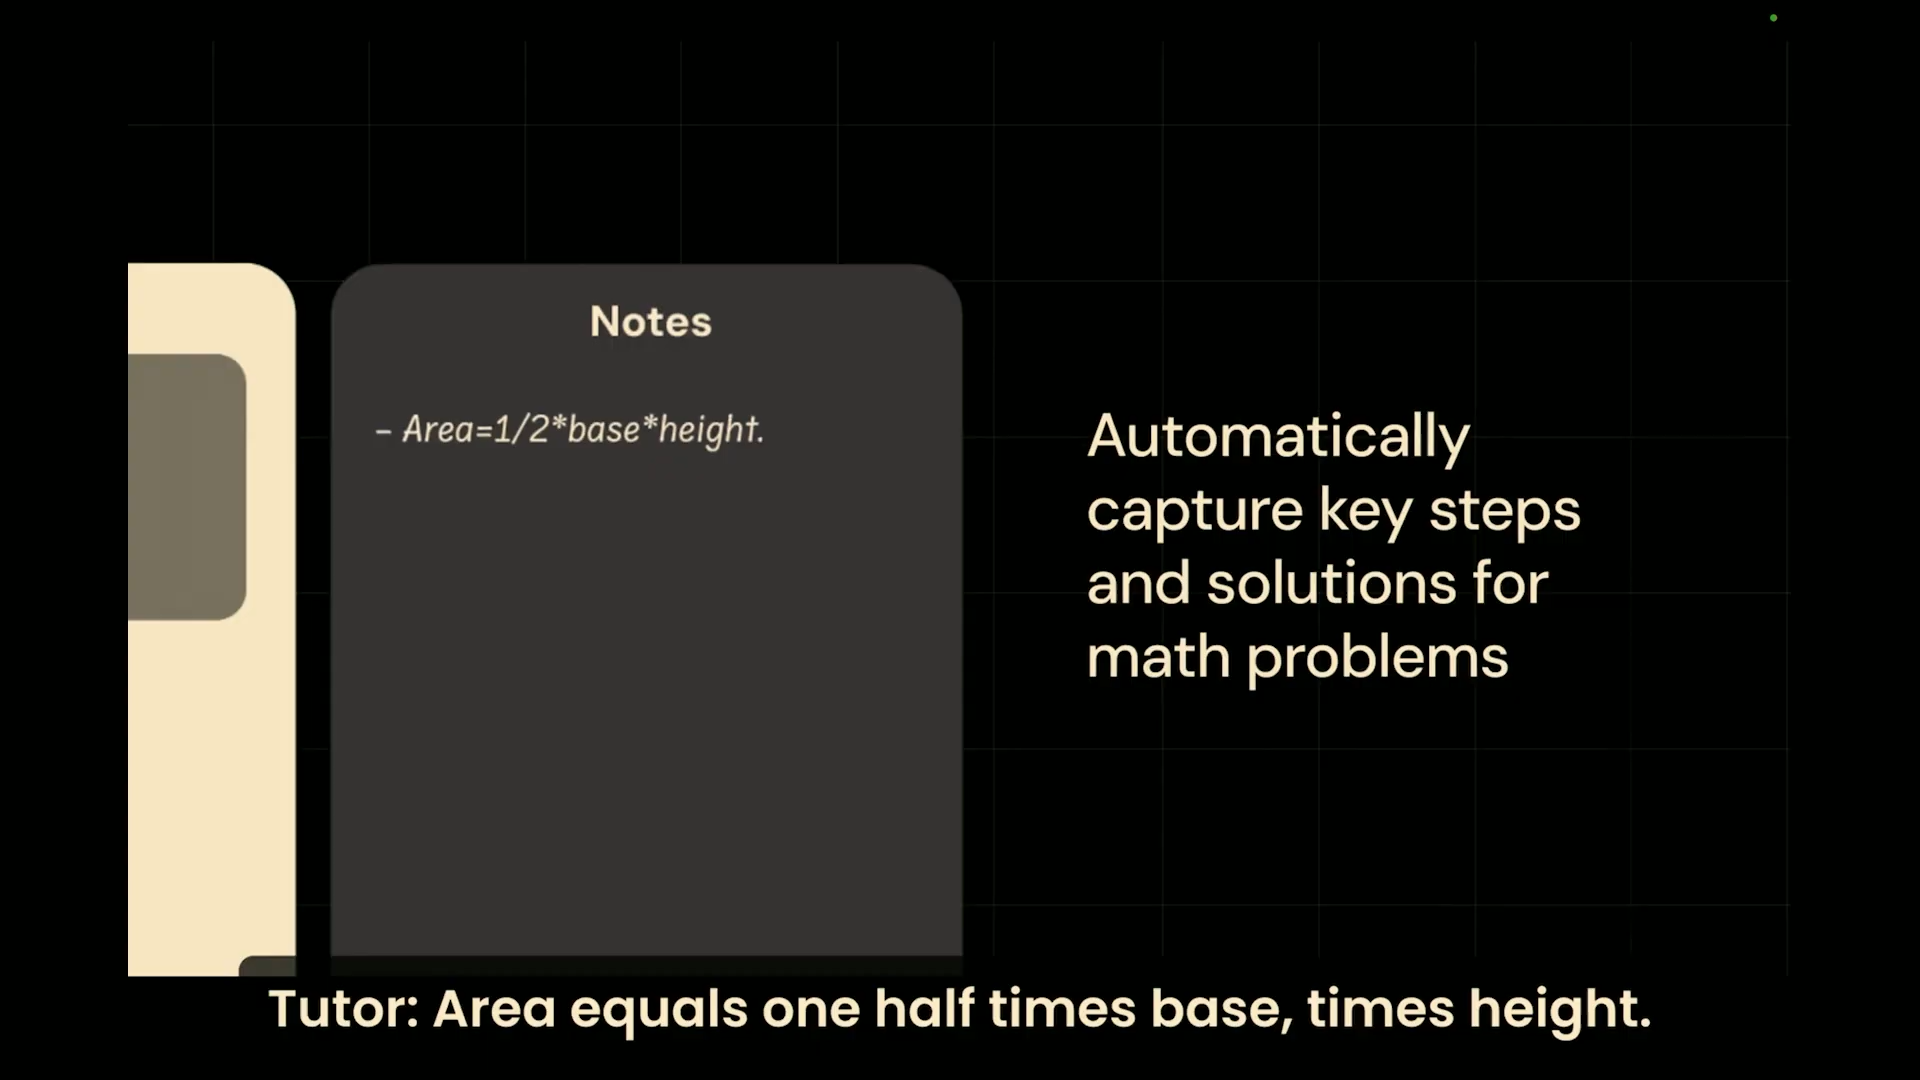 Notes
– Area=1/2*base*height.
Automatically
capture key steps
and solutions for
math problems
Tutor: Area equals one half times base, times height.